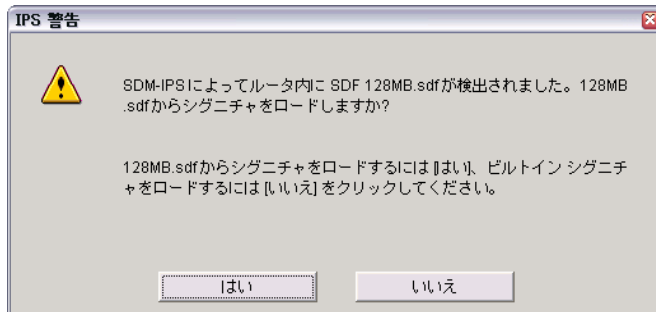 IPS 警告
SDM-IPSによってルータ内に SDF 128MB.sdfが検出されました。128MB
.sdfからシグニチャをロードしますか?
128MB.sdfからシグニチャをロードするには [はい]、ビルトイン シグニチ
ャをロードするには [いいえ] をクリックしてください。
はい
いいえ